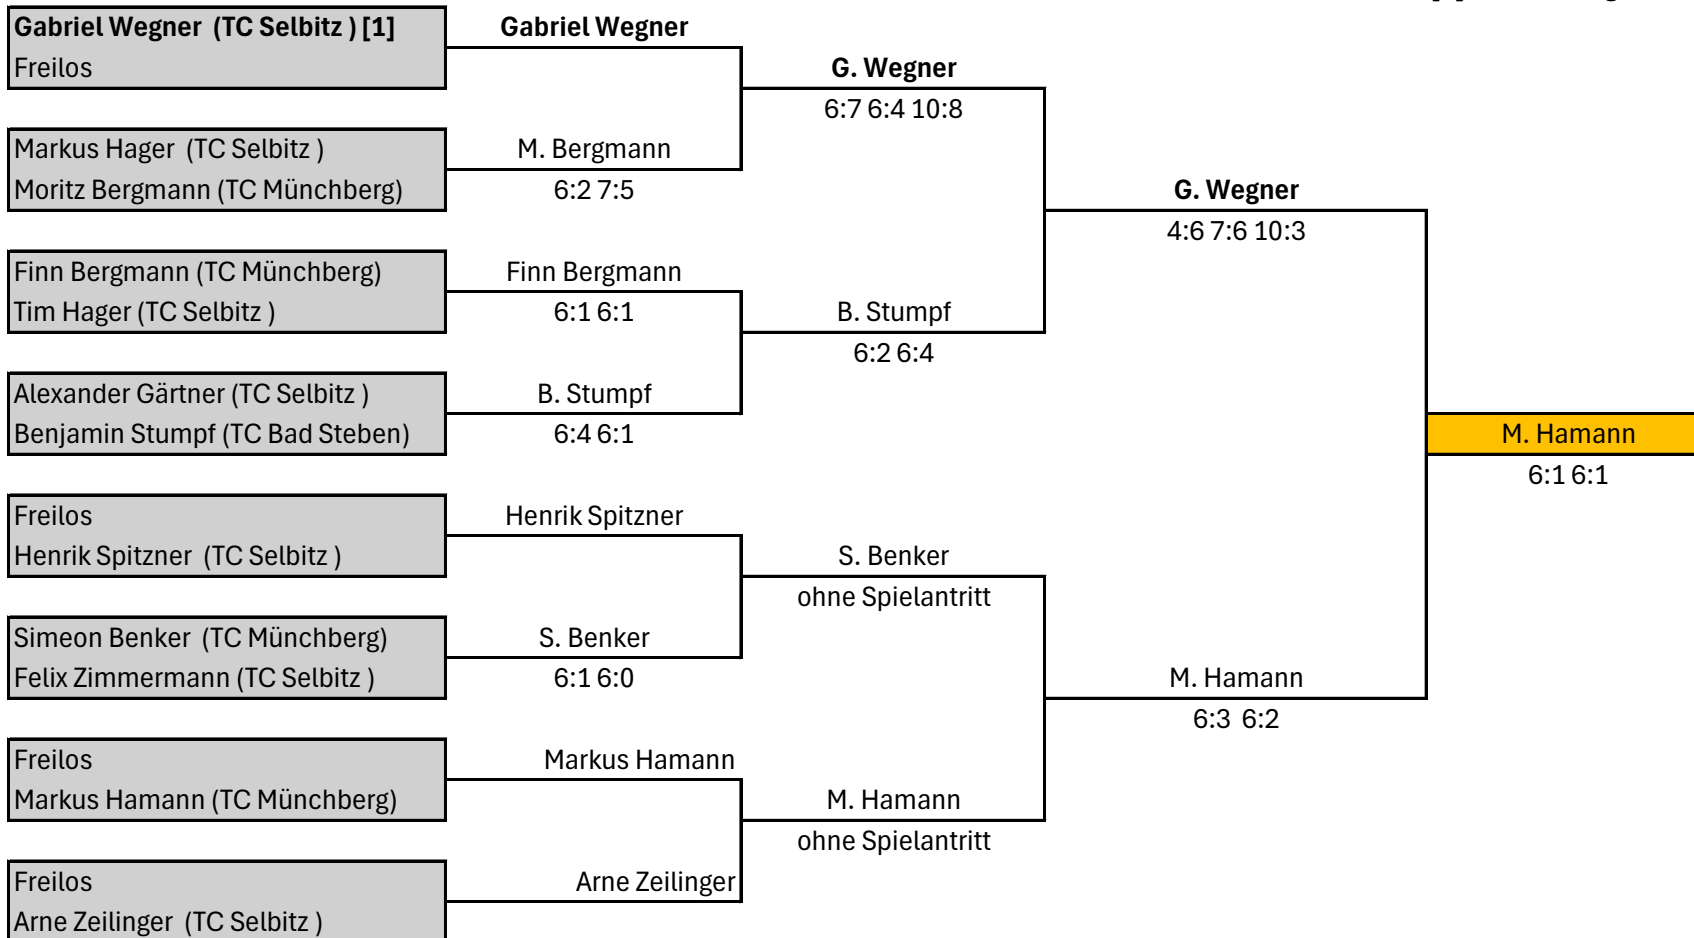 Gabriel Wegner (TC Selbitz ) [1]
Freilos
Markus Hager (TC Selbitz )
Moritz Bergmann (TC Münchberg)
Finn Bergmann (TC Münchberg)
Tim Hager (TC Selbitz )
Alexander Gärtner (TC Selbitz )
Benjamin Stumpf (TC Bad Steben)
Freilos
Henrik Spitzner (TC Selbitz )
Simeon Benker (TC Münchberg)
Felix Zimmermann (TC Selbitz )
Freilos
Markus Hamann (TC Münchberg)
Freilos
Arne Zeilinger (TC Selbitz )
Gabriel Wegner
M. Bergmann
6:2 7:5
Finn Bergmann
6:1 6:1
B. Stumpf
6:4 6:1
Henrik Spitzner
S. Benker
6:1 6:0
Markus Hamann
Arne Zeilinger
G. Wegner
6:7 6:4 10:8
B. Stumpf
6:2 6:4
S. Benker
ohne Spielantritt
M. Hamann
ohne Spielantritt
G. Wegner
4:6 7:6 10:3
M. Hamann
6:3 6:2
M. Hamann
6:1 6:1